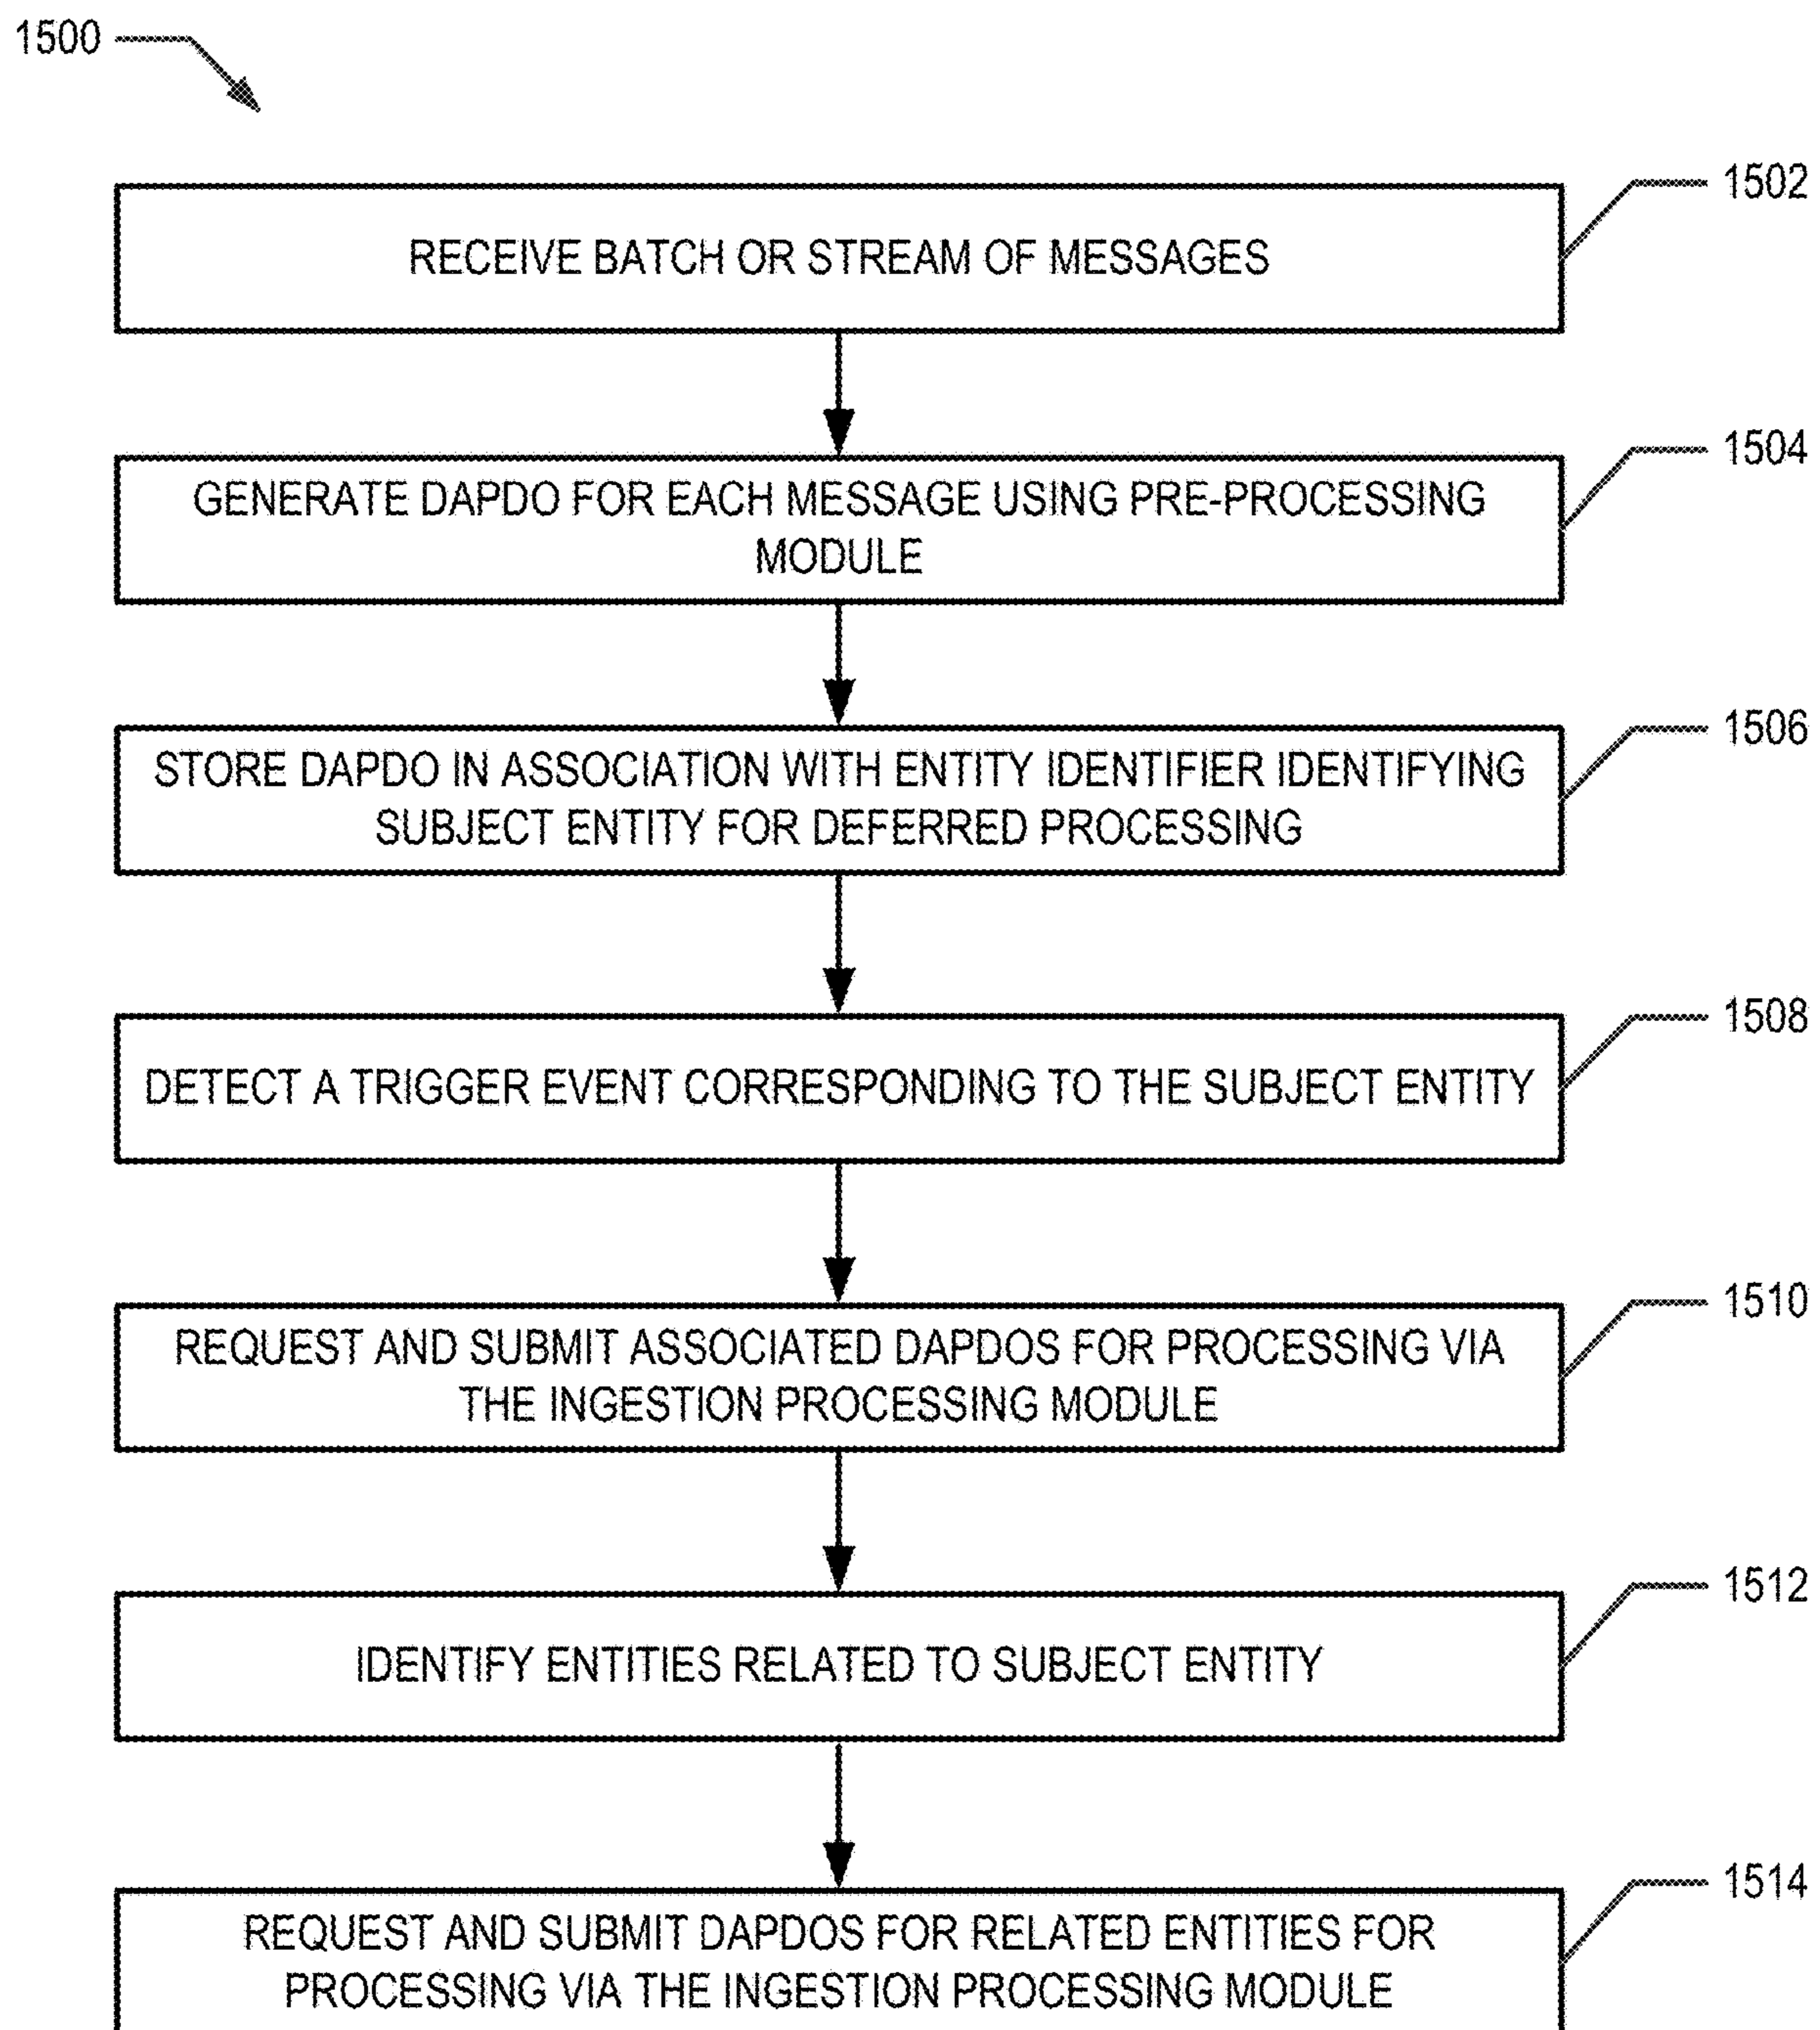 1500
1502
RECEIVE BATCH OR STREAM OF MESSAGES
1504
GENERATE DAPDO FOR EACH MESSAGE USING PRE-PROCESSING
MODULE
1506
STORE DAPDO IN ASSOCIATION WITH ENTITY IDENTIFIER IDENTIFYING
SUBJECT ENTITY FOR DEFERRED PROCESSING
1508
DETECT A TRIGGER EVENT CORRESPONDING TO THE SUBJECT ENTITY
1510
REQUEST AND SUBMIT ASSOCIATED DAPDOS FOR PROCESSING VIA
THE INGESTION PROCESSING MODULE
1512
IDENTIFY ENTITIES RELATED TO SUBJECT ENTITY
1514
REQUEST AND SUBMIT DAPDOS FOR RELATED ENTITIES FOR
PROCESSING VIA THE INGESTION PROCESSING MODULE